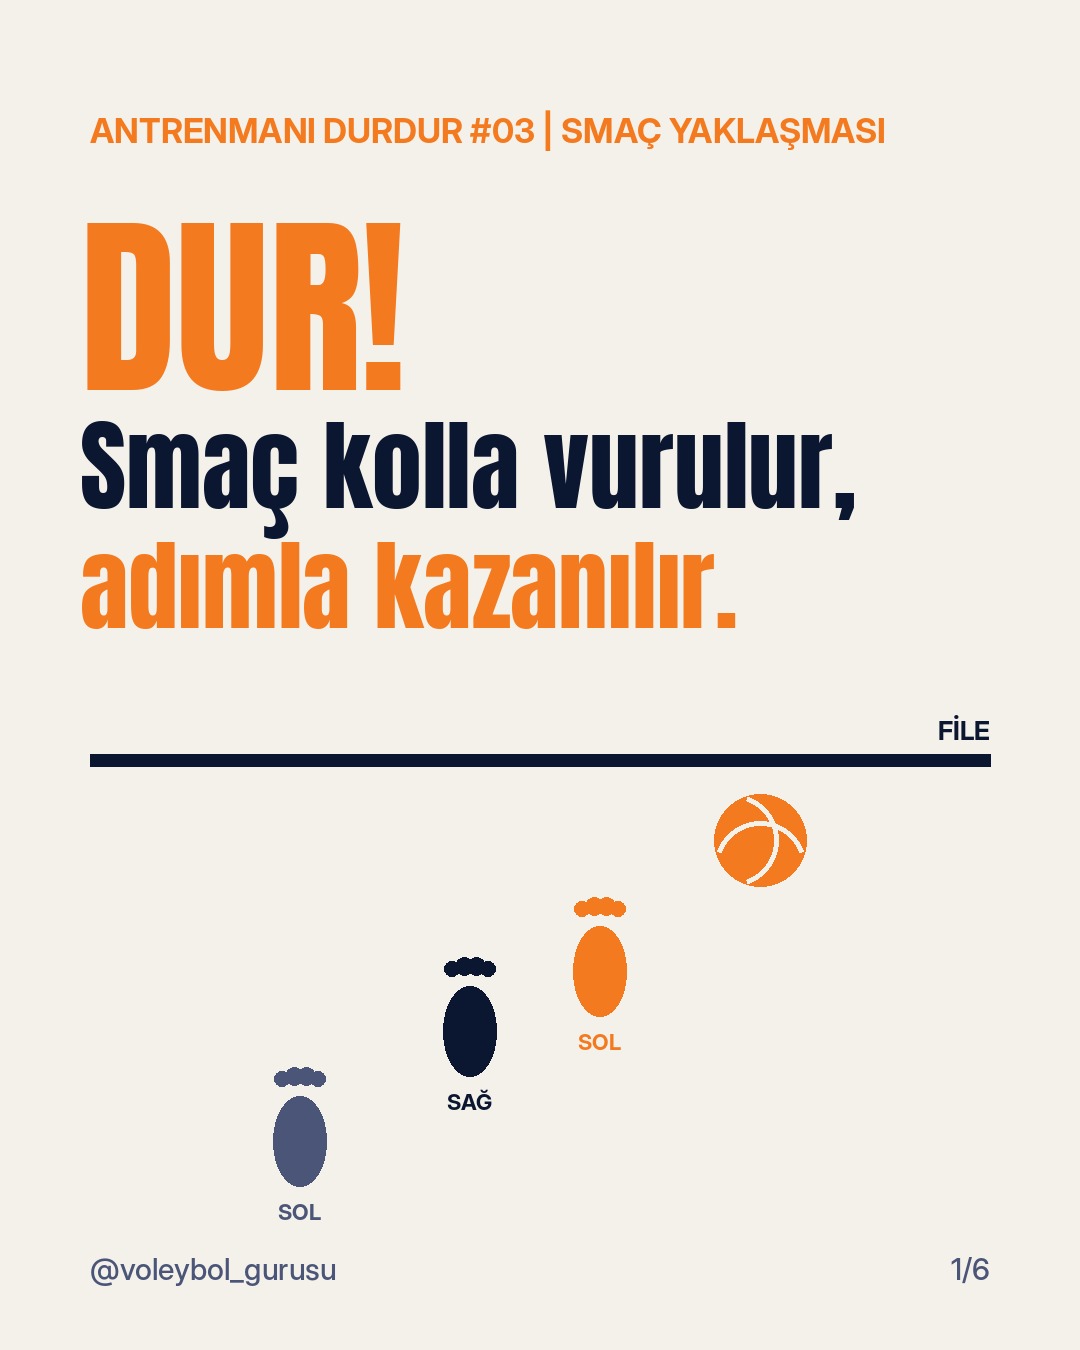 ANTRENMANI DURDUR #03 | SMAÇ YAKLAŞMASI
DUR!
Smaç kolla vurulur,
adımla kazanılır.
FİLE
SOL
SAĞ
SOL
@voleybol_gurusu
1/6